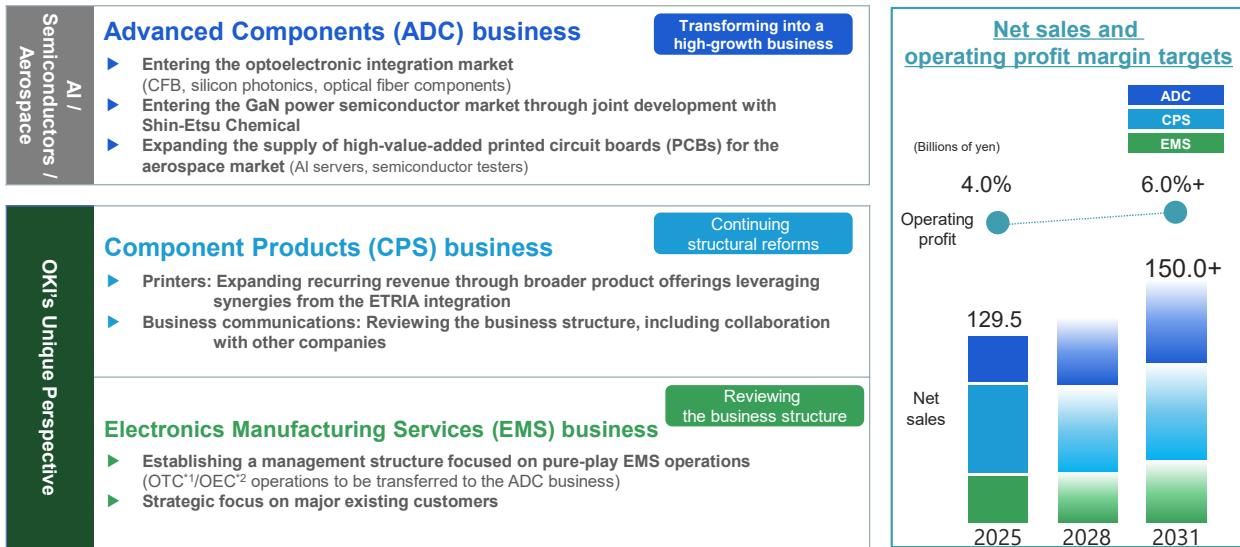 AI /
Semiconductors /
Aerospace
Advanced Components (ADC) business
Transforming into a
high-growth business
Entering the optoelectronic integration market
(CFB, silicon photonics, optical fiber components)
Entering the GaN power semiconductor market through joint development with
Shin-Etsu Chemical
Expanding the supply of high-value-added printed circuit boards (PCBs) for the
aerospace market (AI servers, semiconductor testers)
OKI's Unique Perspective
Component Products (CPS) business
Continuing
structural reforms
Printers: Expanding recurring revenue through broader product offerings leveraging
synergies from the ETRIA integration
Business communications: Reviewing the business structure, including collaboration
with other companies
Reviewing
the business structure
Electronics Manufacturing Services (EMS) business
Establishing a management structure focused on pure-play EMS operations
(OTC*1/OEC*2 operations to be transferred to the ADC business)
Strategic focus on major existing customers
Net sales and
operating profit margin targets
ADC
CPS
EMS
(Billions of yen)
4.0%
6.0%+
Operating
profit
150.0+
129.5
Net
sales
2025
2028
2031